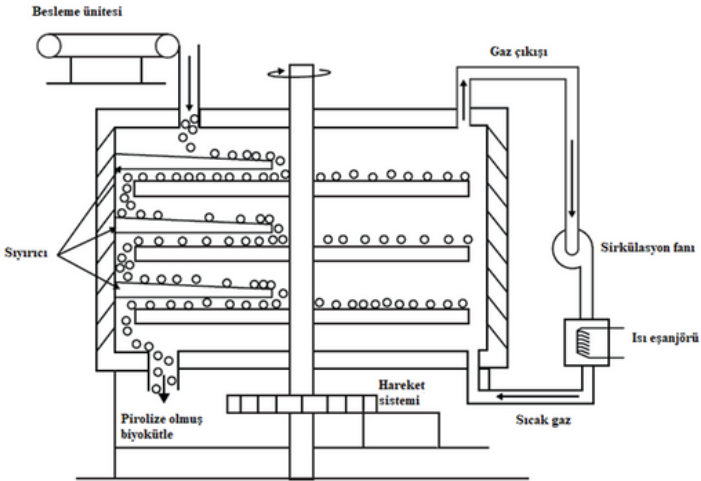 Besleme ünitesi
Gaz çıkışı
Sıyırıcı
Sirkülasyon fanı
Isı eşanjörü
Hareket
sistemi
Pirolize olmuş
biyokütle
Sıcak gaz